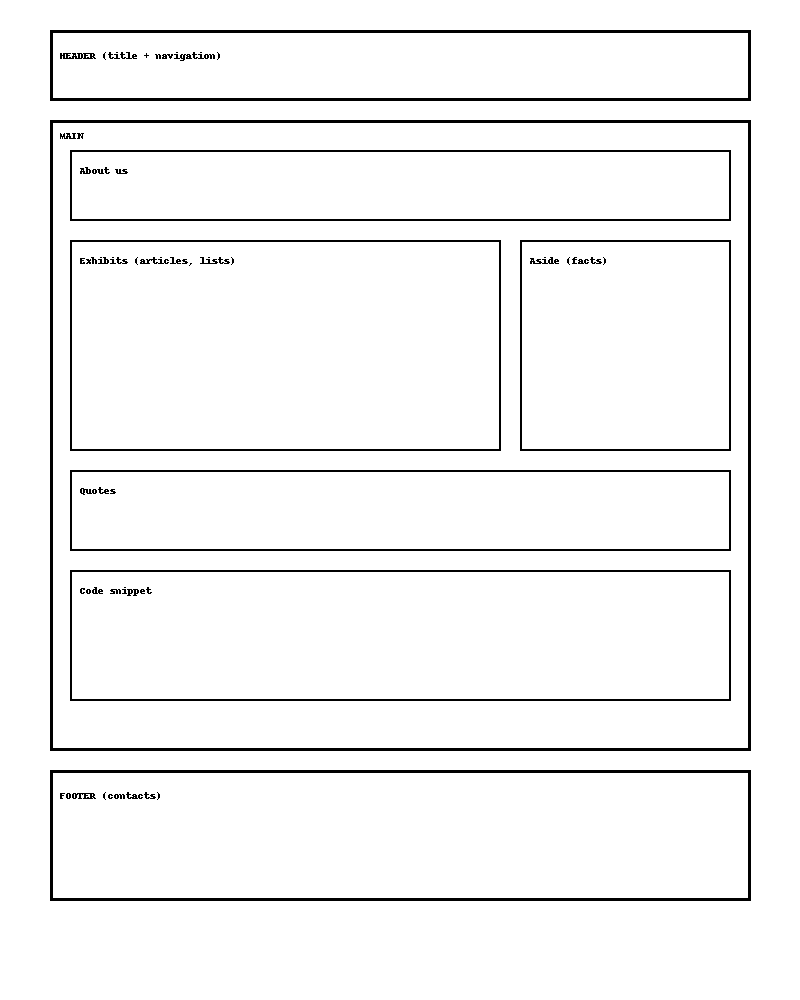 HEADER (title + navigation)
MAIN
About us
Exhibits (articles, lists)
Aside (facts)
Quotes
Code snippet
FOOTER (contacts)